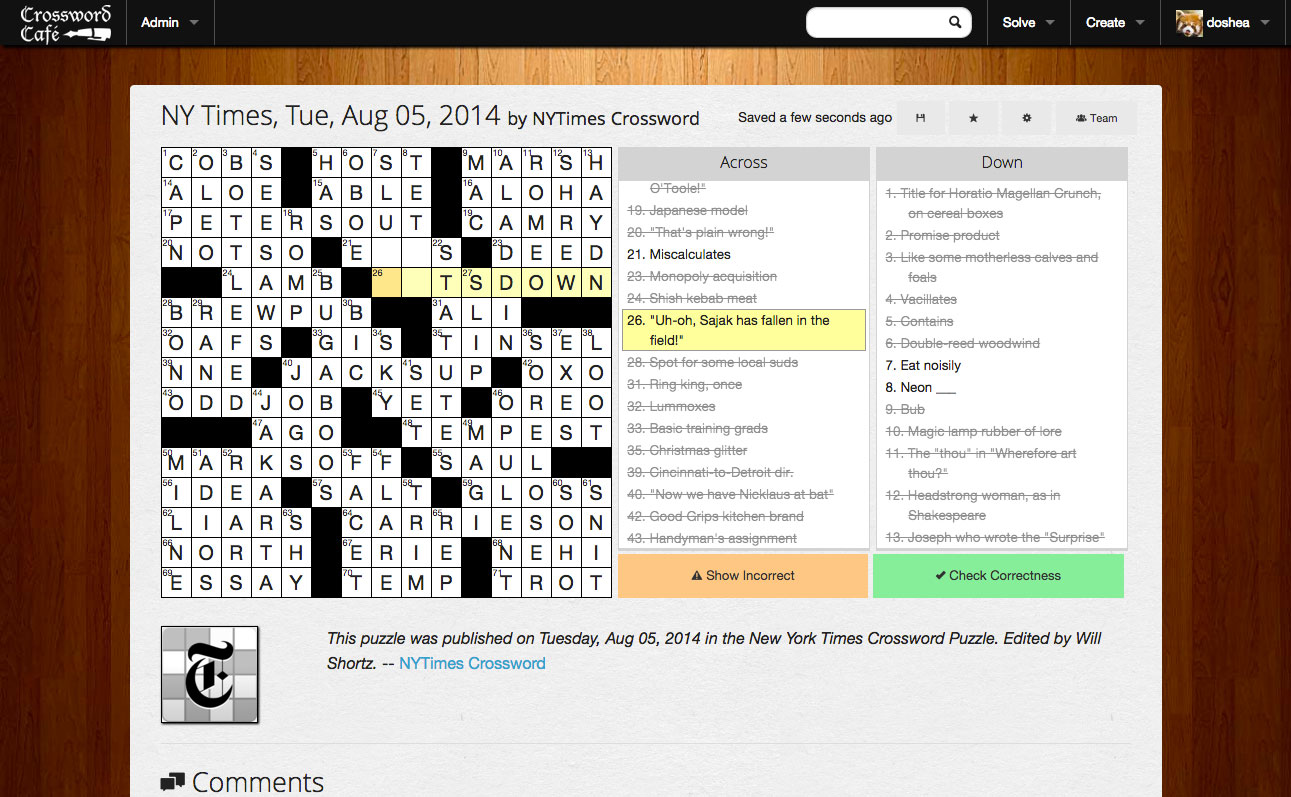 Crossword
Café
Admin
Solve
Create
doshea
NY Times, Tue, Aug 05, 2014 by NYTimes Crossword
Saved a few seconds ago
Team
1C 2O 3B 4S 5H 6O 7S 8T 9M 10A 11R 12S 13H
14A L O E 15A B L E 16A L O H A
17P E T E 18R S O U T 19C A M R Y
20N O T S O 21E 22S 23D E E D
24L A M 25B 26 T 27S D O W N
28B 29R E W P U 30B 31A L I
32O A F S 33G I 34S 35T I N 36S 37E 38L
39N N E 40J A C K 41S U P 42O X O
43O D D 44J O B 45Y E T 46O R E O
47A G O 48T E 49M P E S T
50M 51A 52R K S O 53F 54F 55S A U L
56I D E A 57S A L 58T 59G L O 60S 61S
62L I A R 63S 64C A R 65R I E S O N
66N O R T H 67E R I E 68N E H I
69E S S A Y 70T E M P 71T R O T
Across
O'Toole!"
19. Japanese model
20. "That's plain wrong!"
21. Miscalculates
23. Monopoly acquisition
24. Shish kebab meat
26. "Uh-oh, Sajak has fallen in the
field!"
28. Spot for some local suds
31. Ring king, once
32. Lummoxes
33. Basic training grads
35. Christmas glitter
39. Cincinnati-to-Detroit dir.
40. "Now we have Nicklaus at bat"
42. Good Grips kitchen brand
43. Handyman's assignment
Down
1. Title for Horatio Magellan Crunch,
on cereal boxes
2. Promise product
3. Like some motherless calves and
foals
4. Vacillates
5. Contains
6. Double-reed woodwind
7. Eat noisily
8. Neon ___
9. Bub
10. Magic lamp rubber of lore
11. The "thou" in "Wherefore art
thou?"
12. Headstrong woman, as in
Shakespeare
13. Joseph who wrote the "Surprise"
Show Incorrect
Check Correctness
T
This puzzle was published on Tuesday, Aug 05, 2014 in the New York Times Crossword Puzzle. Edited by Will
Shortz. -- NYTimes Crossword
Comments